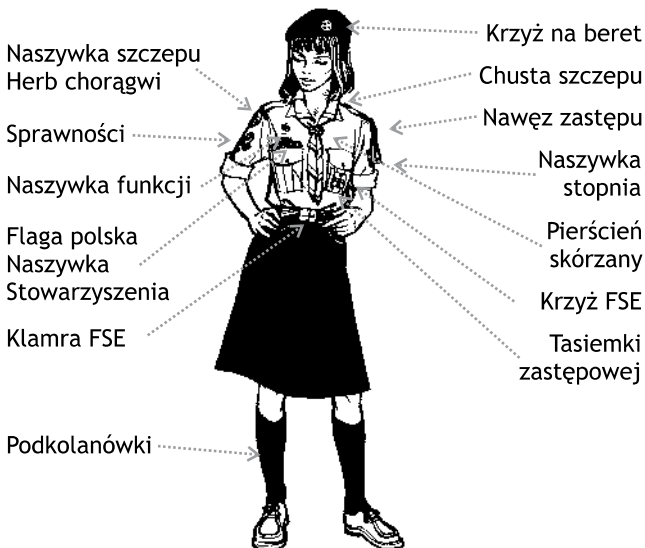 Naszywka szczepu
Herb chorągwi
Sprawności
Naszywka funkcji
Flaga polska
Naszywka
Stowarzyszenia
Klamra FSE
Podkolanówki
Krzyż na beret
Chusta szczepu
Nawęz zastępu
Naszywka
stopnia
Pierścień
skórzany
Krzyż FSE
Tasiemki
zastępowej